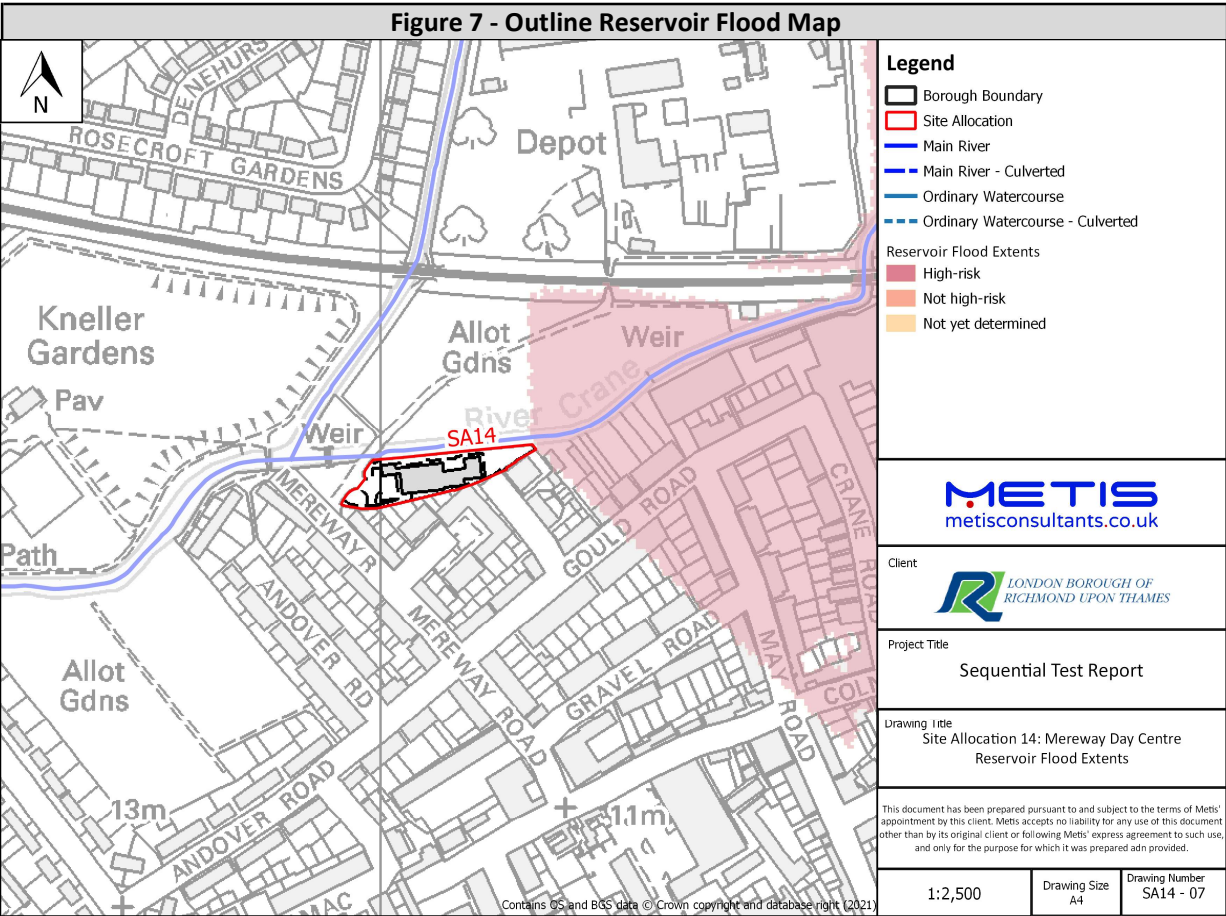 Figure 7 - Outline Reservoir Flood Map
N
DENEHURS
ROSECROFT GARDENS
Depot
Kneller
Gardens
Pav
Allot
Gdns
Weir
River Crane
Weir
SA14
MEREWAY R
Path
ANDOVER RD
MEREWAY
ROAD
GOULD ROAD
GRAVEL ROAD
CRANE ROAD
MAY
ROAD
COLN
Allot
Gdns
13m
ANDOVER ROAD
11m
MAC
Contains OS and BGS data © Crown copyright and database right (2021)
Legend
Borough Boundary
Site Allocation
Main River
Main River - Culverted
Ordinary Watercourse
Ordinary Watercourse - Culverted
Reservoir Flood Extents
High-risk
Not high-risk
Not yet determined
METIS
metisconsultants.co.uk
Client
LONDON BOROUGH OF
RICHMOND UPON THAMES
Project Title
Sequential Test Report
Drawing Title
Site Allocation 14: Mereway Day Centre
Reservoir Flood Extents
This document has been prepared pursuant to and subject to the terms of Metis'
appointment by this client. Metis accepts no liability for any use of this document
other than by its original client or following Metis' express agreement to such use,
and only for the purpose for which it was prepared adn provided.
1:2,500
Drawing Size
A4
Drawing Number
SA14 - 07